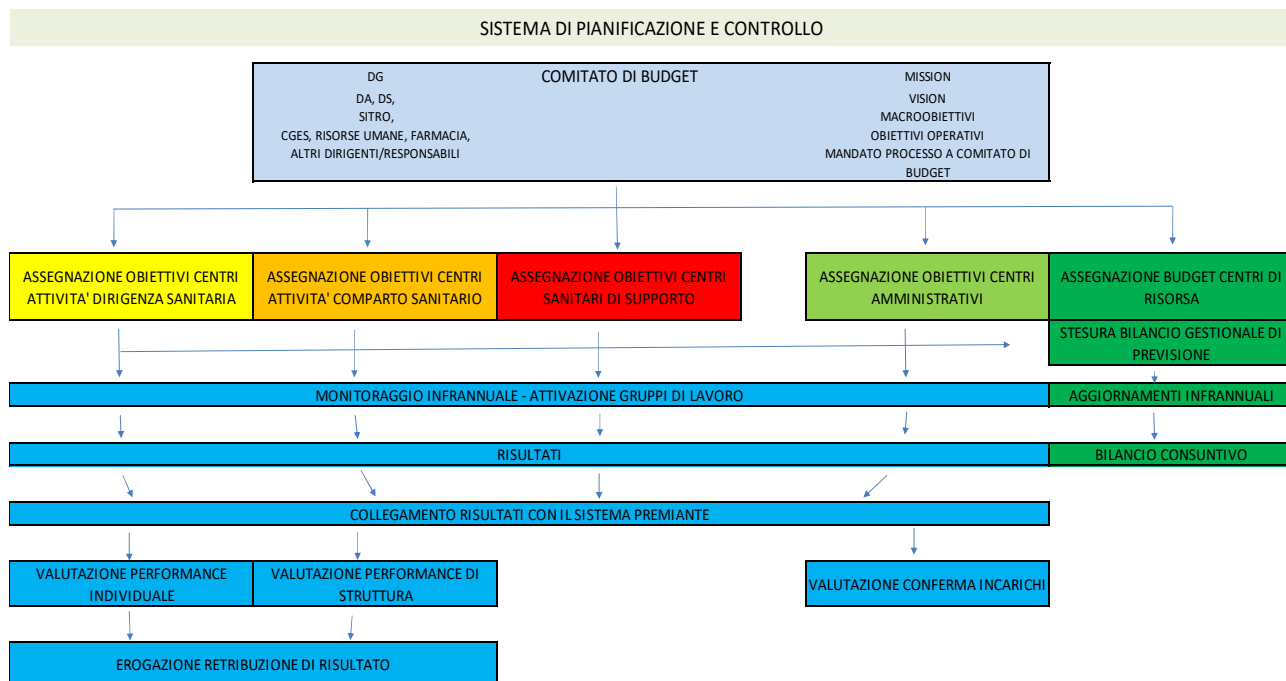 SISTEMA DI PIANIFICAZIONE E CONTROLLO
DG
DA, DS,
SITRO,
CGES, RISORSE UMANE, FARMACIA,
ALTRI DIRIGENTI/RESPONSABILI
COMITATO DI BUDGET
MISSION
VISION
MACROOBIETTIVI
OBIETTIVI OPERATIVI
MANDATO PROCESSO A COMITATO DI
BUDGET
ASSEGNAZIONE OBIETTIVI CENTRI
ATTIVITA' DIRIGENZA SANITARIA
ASSEGNAZIONE OBIETTIVI CENTRI
ATTIVITA' COMPARTO SANITARIO
ASSEGNAZIONE OBIETTIVI CENTRI
SANITARI DI SUPPORTO
ASSEGNAZIONE OBIETTIVI CENTRI
AMMINISTRATIVI
ASSEGNAZIONE BUDGET CENTRI DI
RISORSA
STESURA BILANCIO GESTIONALE DI
PREVISIONE
MONITORAGGIO INFRANNUALE - ATTIVAZIONE GRUPPI DI LAVORO
AGGIORNAMENTI INFRANNUALI
RISULTATI
BILANCIO CONSUNTIVO
COLLEGAMENTO RISULTATI CON IL SISTEMA PREMIANTE
VALUTAZIONE PERFORMANCE
INDIVIDUALE
VALUTAZIONE PERFORMANCE DI
STRUTTURA
VALUTAZIONE CONFERMA INCARICHI
EROGAZIONE RETRIBUZIONE DI RISULTATO